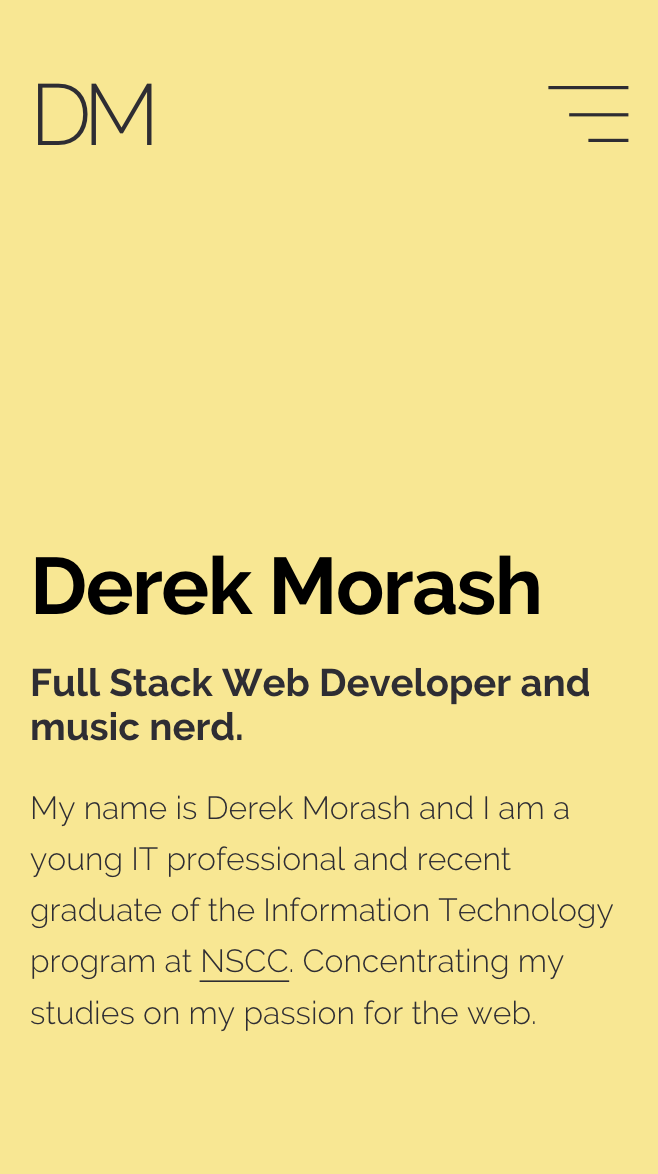 DM
Derek Morash
Full Stack Web Developer and
music nerd.
My name is Derek Morash and I am a
young IT professional and recent
graduate of the Information Technology
program at NSCC. Concentrating my
studies on my passion for the web.